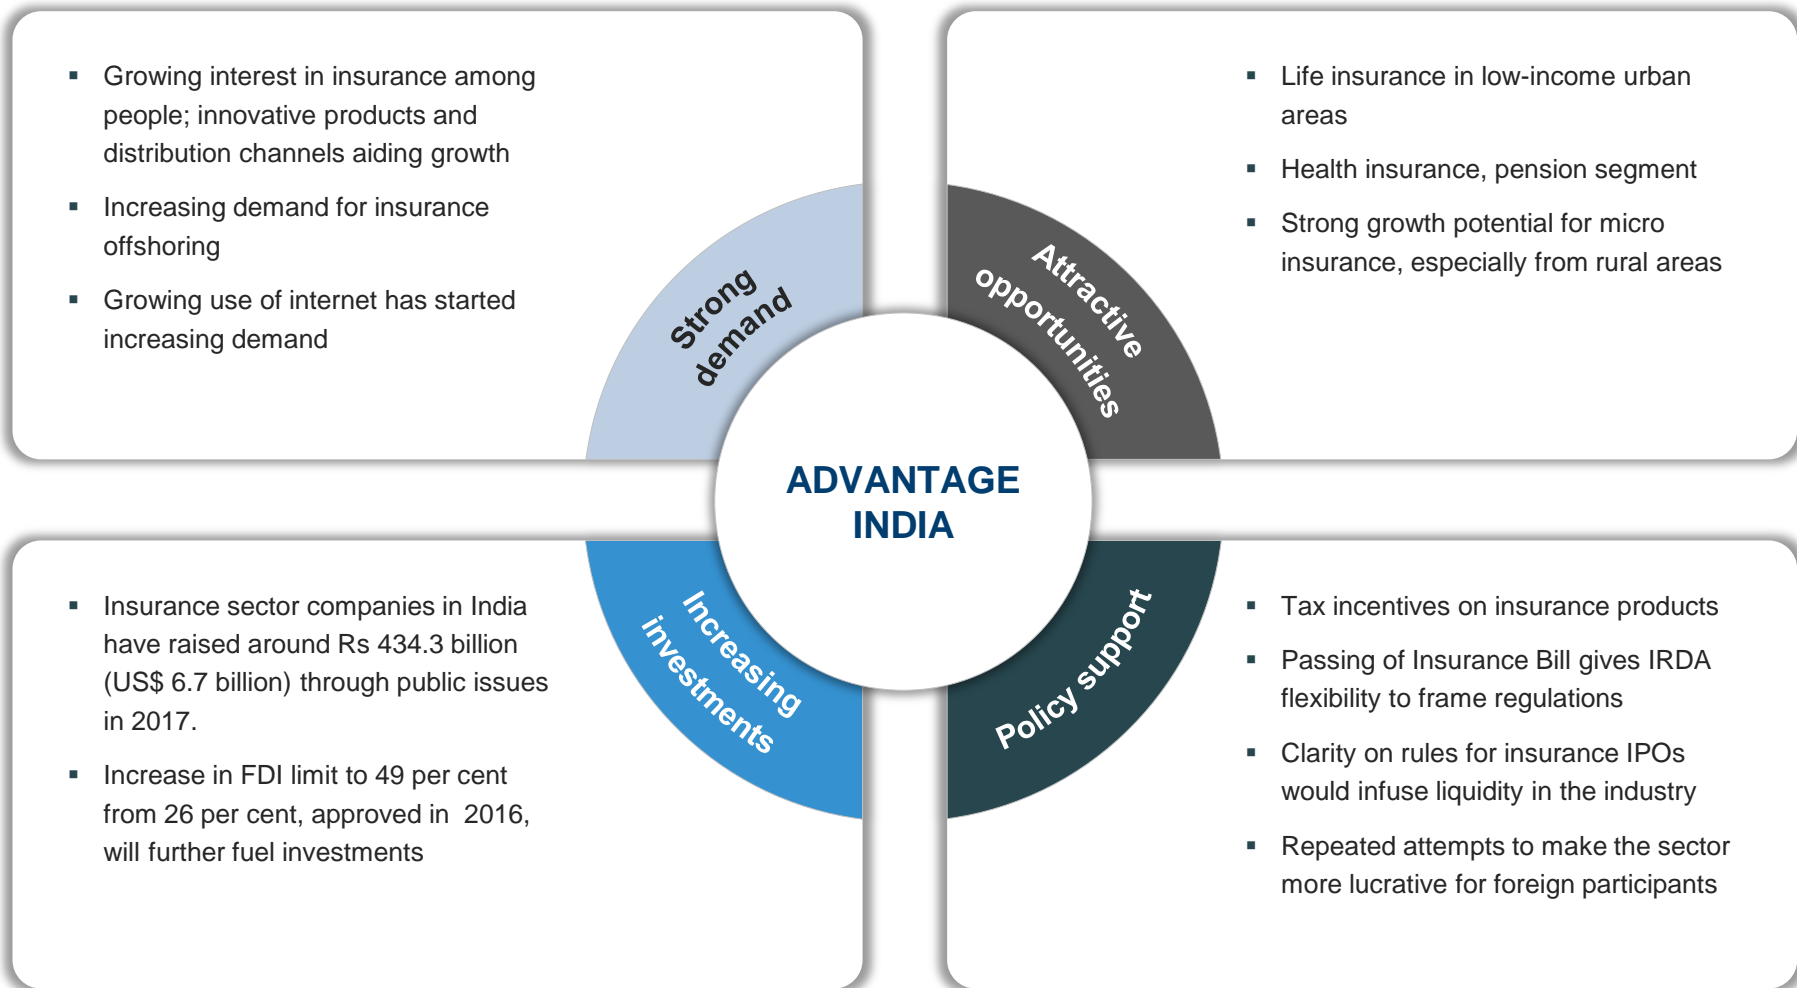 ▪ Growing interest in insurance among
people; innovative products and
distribution channels aiding growth
▪ Increasing demand for insurance
offshoring
▪ Growing use of internet has started
increasing demand
Strong
demand
▪ Life insurance in low-income urban
areas
▪ Health insurance, pension segment
▪ Strong growth potential for micro
insurance, especially from rural areas
Attractive
opportunities
ADVANTAGE
INDIA
▪ Insurance sector companies in India
have raised around Rs 434.3 billion
(US$ 6.7 billion) through public issues
in 2017.
▪ Increase in FDI limit to 49 per cent
from 26 per cent, approved in  2016,
will further fuel investments
Increasing
investments
▪ Tax incentives on insurance products
▪ Passing of Insurance Bill gives IRDA
flexibility to frame regulations
▪ Clarity on rules for insurance IPOs
would infuse liquidity in the industry
▪ Repeated attempts to make the sector
more lucrative for foreign participants
Policy support